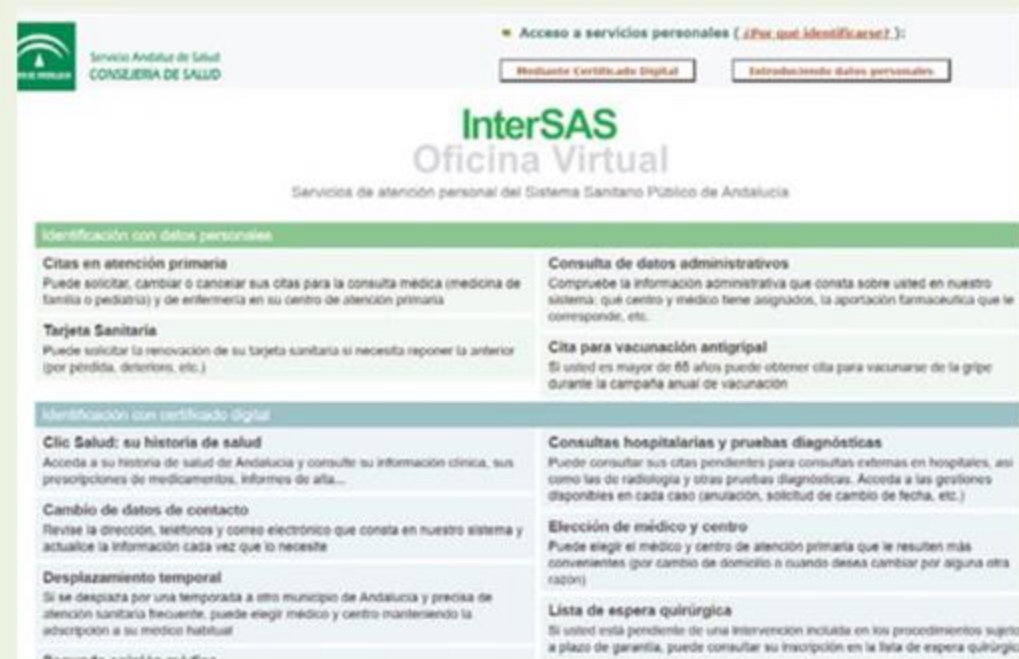 Servicio Andaluz de Salud
CONSEJERÍA DE SALUD
Acceso a servicios personales ( ¿Por qué identificarse? ):
Mediante Certificado Digital
Introduciendo datos personales
InterSAS
Oficina Virtual
Servicios de atención personal del Sistema Sanitario Público de Andalucía
Identificación con datos personales
Citas en atención primaria
Puede solicitar, cambiar o cancelar sus citas para la consulta médica (medicina de
familia o pediatría) y de enfermería en su centro de atención primaria
Tarjeta Sanitaria
Puede solicitar la renovación de su tarjeta sanitaria si necesita reponer la anterior
(por pérdida, deterioro, etc.)
Consulta de datos administrativos
Compruebe la información administrativa que consta sobre usted en nuestro
sistema: qué centro y médico tiene asignados, la aportación farmacéutica que le
corresponde, etc.
Cita para vacunación antigripal
Si usted es mayor de 65 años puede obtener cita para vacunarse de la gripe
durante la campaña anual de vacunación
Identificación con certificado digital
Clic Salud: su historia de salud
Acceda a su historia de salud de Andalucía y consulte su información clínica, sus
prescripciones de medicamentos, informes de alta...
Cambio de datos de contacto
Revise la dirección, teléfonos y correo electrónico que consta en nuestro sistema y
actualice la información cada vez que lo necesite
Desplazamiento temporal
Si se desplaza por una temporada a otro municipio de Andalucía y precisa de
atención sanitaria frecuente, puede elegir médico y centro manteniendo la
adscripción a su médico habitual
Segunda opinión médica
Consultas hospitalarias y pruebas diagnósticas
Puede consultar sus citas pendientes para consultas externas en hospitales, así
como las de radiología y otras pruebas diagnósticas. Acceda a las gestiones
disponibles en cada caso (anulación, solicitud de cambio de fecha, etc.)
Elección de médico y centro
Puede elegir el médico y centro de atención primaria que le resulten más
convenientes (por cambio de domicilio o cuando desea cambiar por alguna otra
razón)
Lista de espera quirúrgica
Si usted está pendiente de una intervención incluida en los procedimientos sujeto
a plazo de garantía, puede consultar su inscripción en la lista de espera quirúrgic